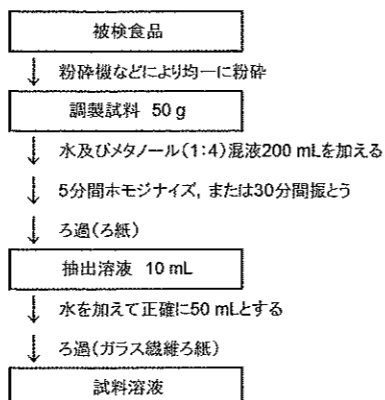 被検食品
粉砕機などにより均一に粉砕
調製試料 50 g
水及びメタノール(1:4)混液200 mLを加える
5分間ホモジナイズ, または30分間振とう
ろ過(ろ紙)
抽出溶液 10 mL
水を加えて正確に50 mLとする
ろ過(ガラス繊維ろ紙)
試料溶液